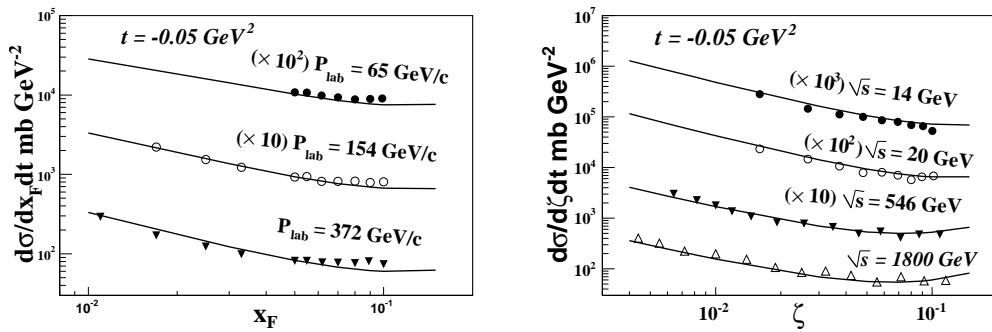 t = -0.05 GeV²
(× 10²) P_lab = 65 GeV/c
(× 10) P_lab = 154 GeV/c
P_lab = 372 GeV/c
dσ/dx_F dt mb GeV⁻²
10⁵
10⁴
10³
10²
10⁻²
10⁻¹
x_F
t = -0.05 GeV²
(× 10³) √s = 14 GeV
(× 10²) √s = 20 GeV
(× 10) √s = 546 GeV
√s = 1800 GeV
dσ/dζdt mb GeV⁻²
10⁷
10⁶
10⁵
10⁴
10³
10²
10⁻²
10⁻¹
ζ